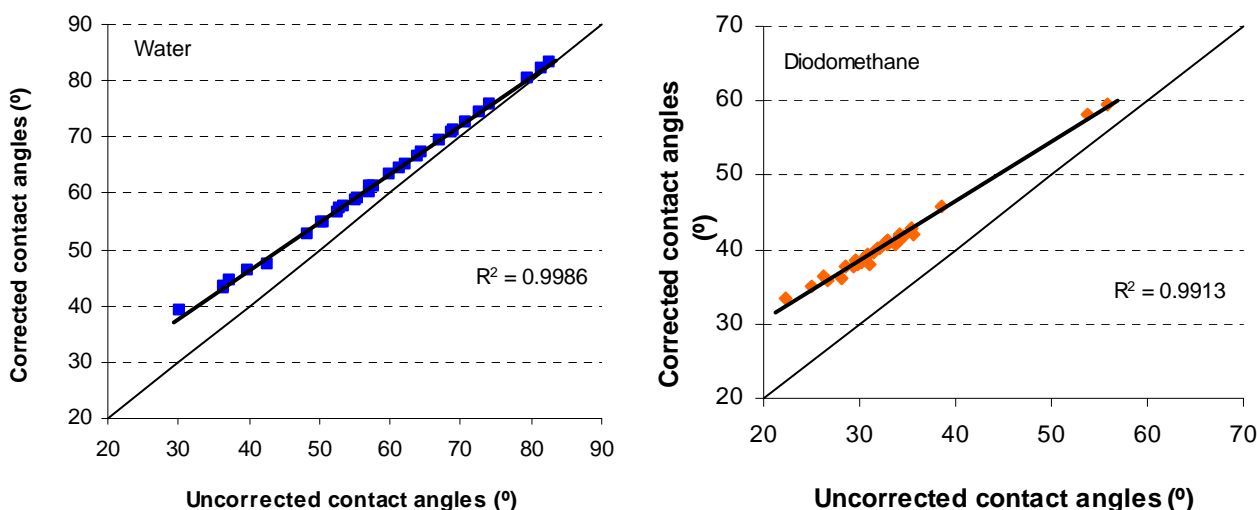 90
80
70
60
50
40
30
20
Corrected contact angles (º)
Water
R² = 0.9986
20 30 40 50 60 70 80 90
Uncorrected contact angles (º)
70
60
50
40
30
20
Corrected contact angles
(º)
Diodomethane
R² = 0.9913
20 30 40 50 60 70
Uncorrected contact angles (º)